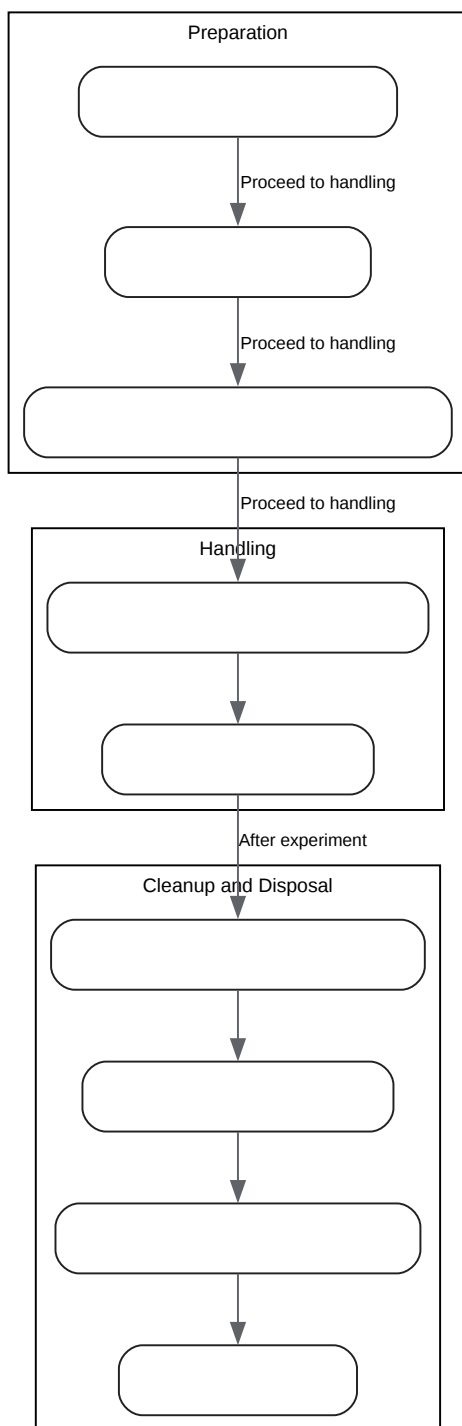 Preparation
Proceed to handling
Proceed to handling
Proceed to handling
Handling
After experiment
Cleanup and Disposal